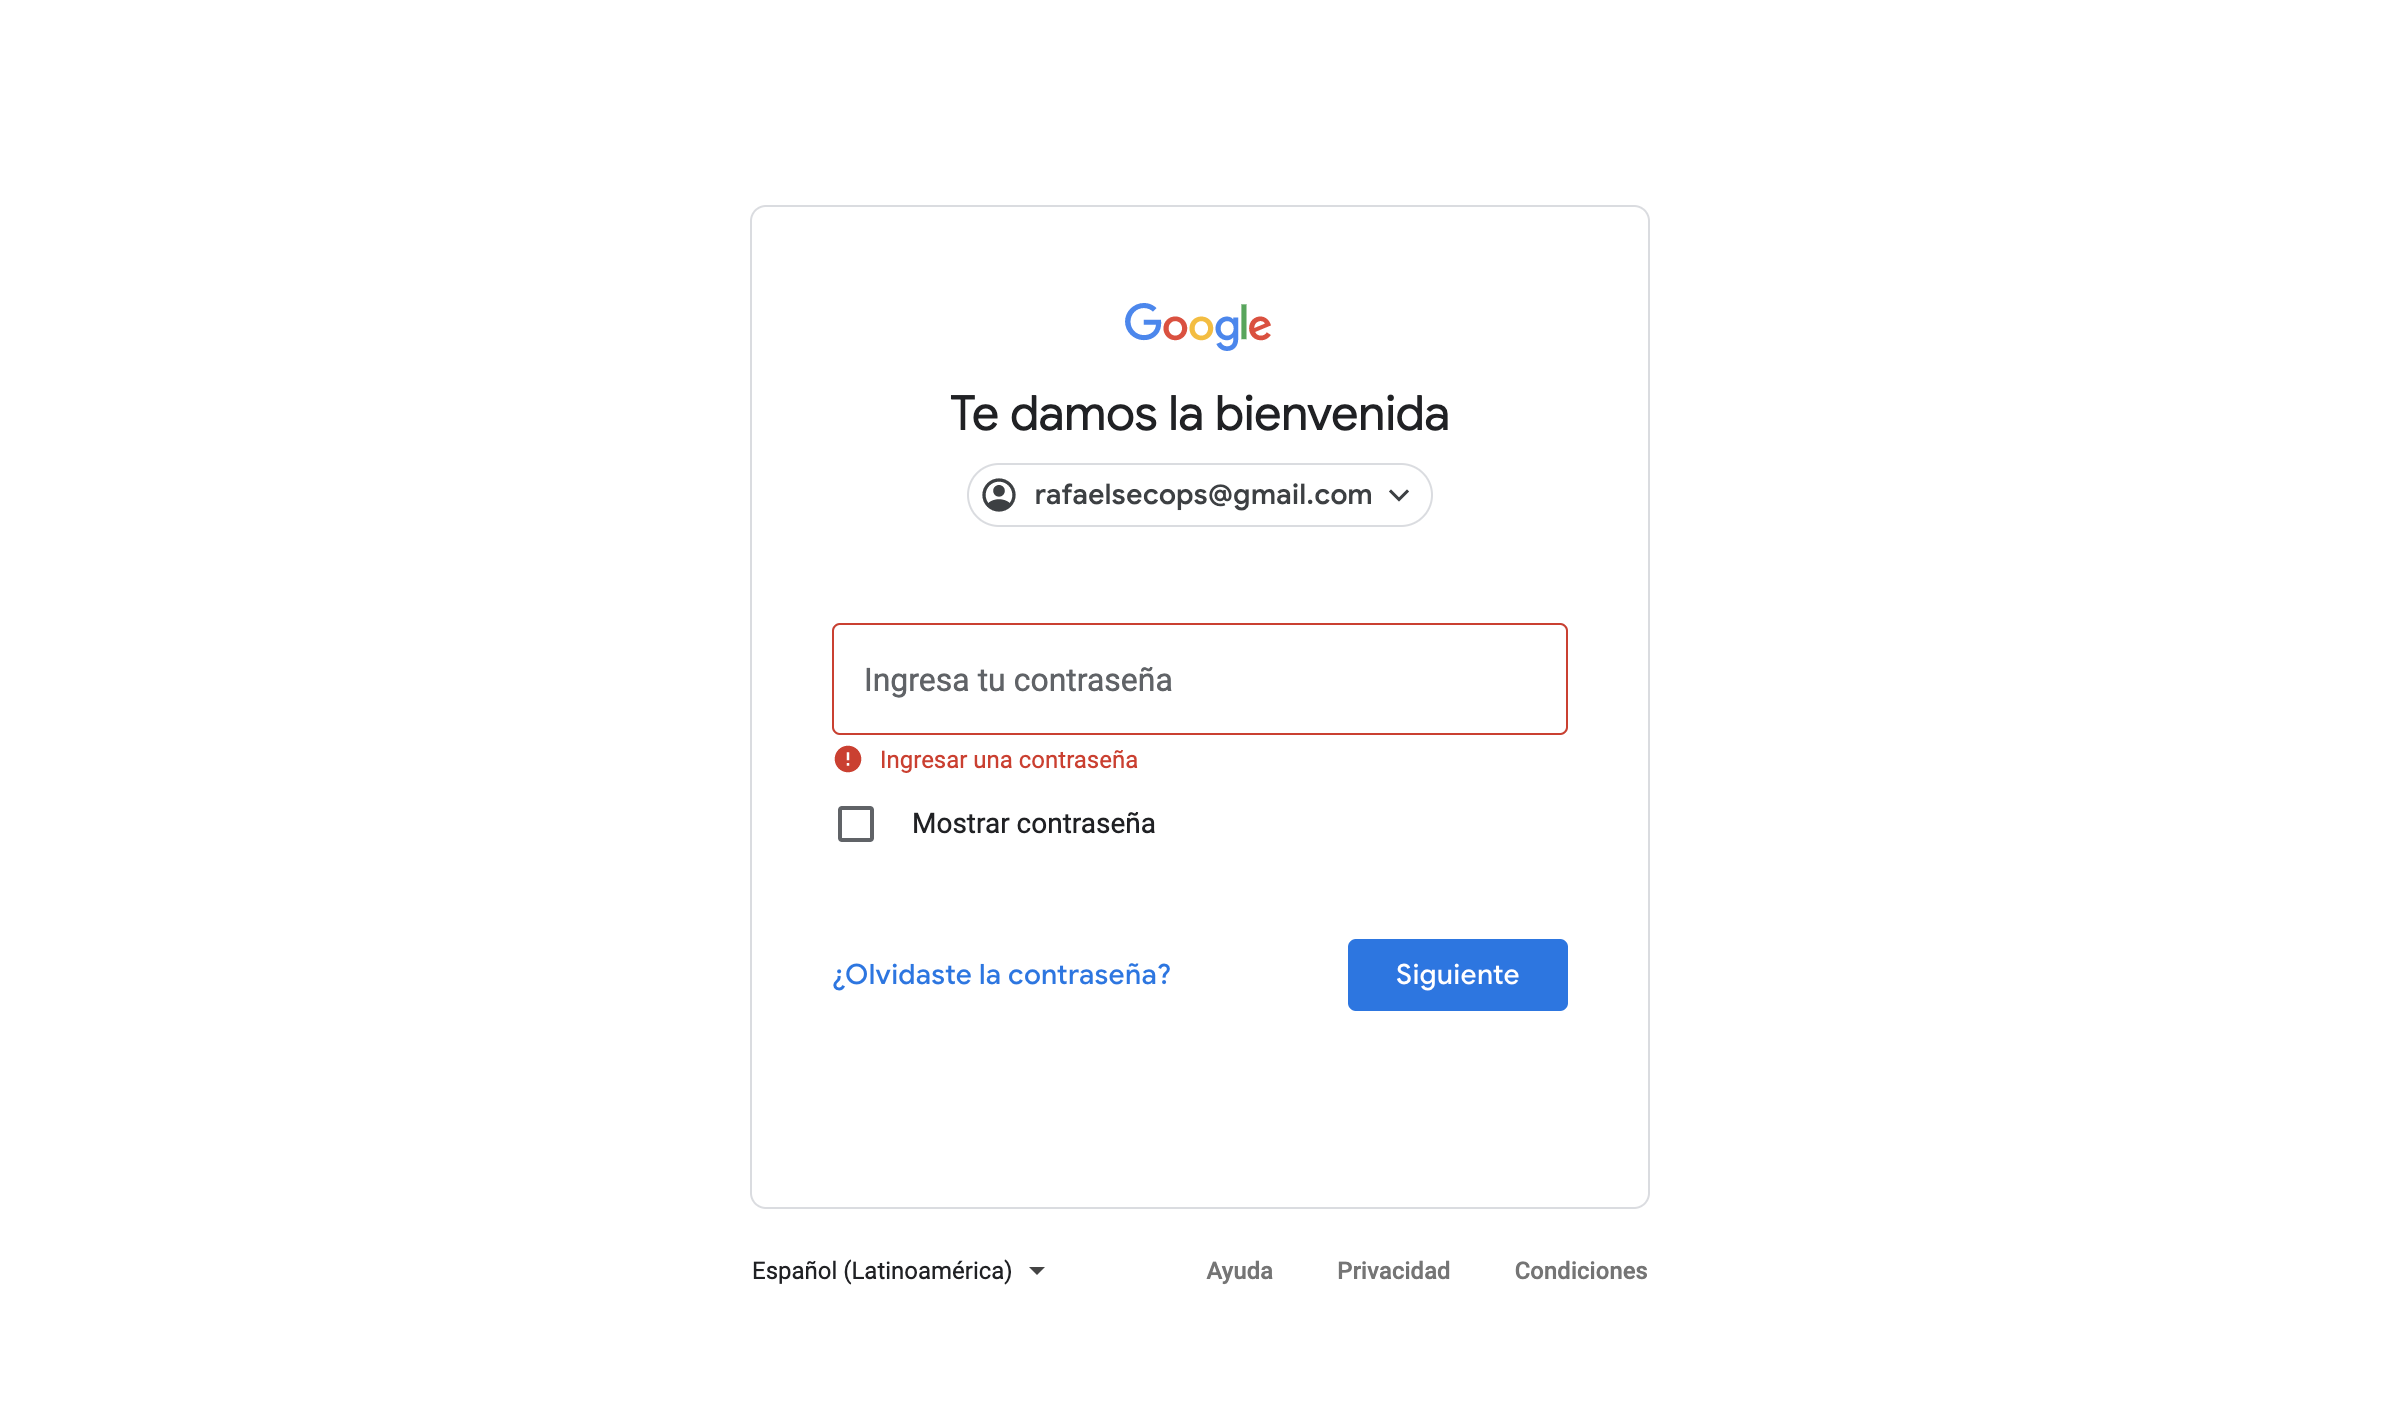 Google
Te damos la bienvenida
rafaelsecops@gmail.com
Ingresa tu contraseña
Ingresar una contraseña
Mostrar contraseña
¿Olvidaste la contraseña?
Siguiente
Español (Latinoamérica)
Ayuda
Privacidad
Condiciones